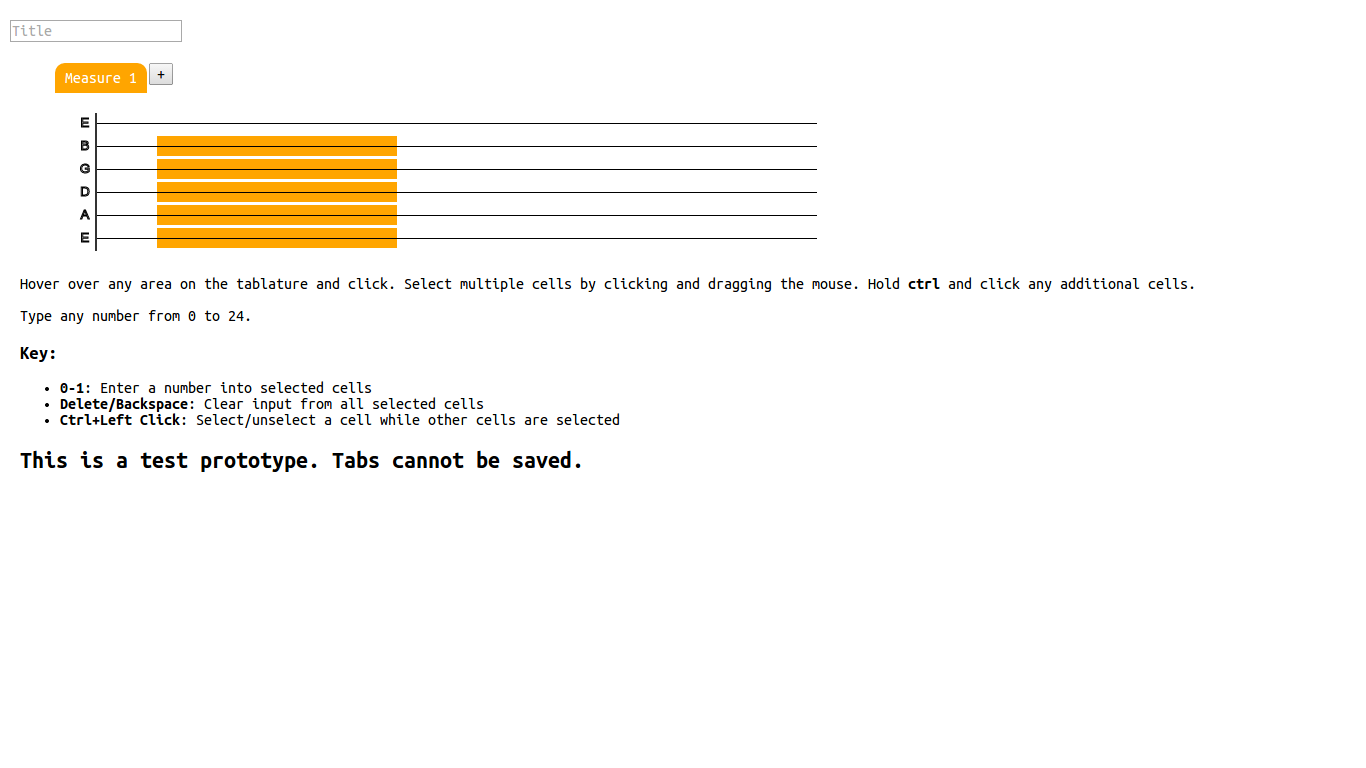 Title
Measure 1 +
E
B
G
D
A
E
Hover over any area on the tablature and click. Select multiple cells by clicking and dragging the mouse. Hold ctrl and click any additional cells.
Type any number from 0 to 24.
Key:
• 0-1: Enter a number into selected cells
• Delete/Backspace: Clear input from all selected cells
• Ctrl+Left Click: Select/unselect a cell while other cells are selected
This is a test prototype. Tabs cannot be saved.